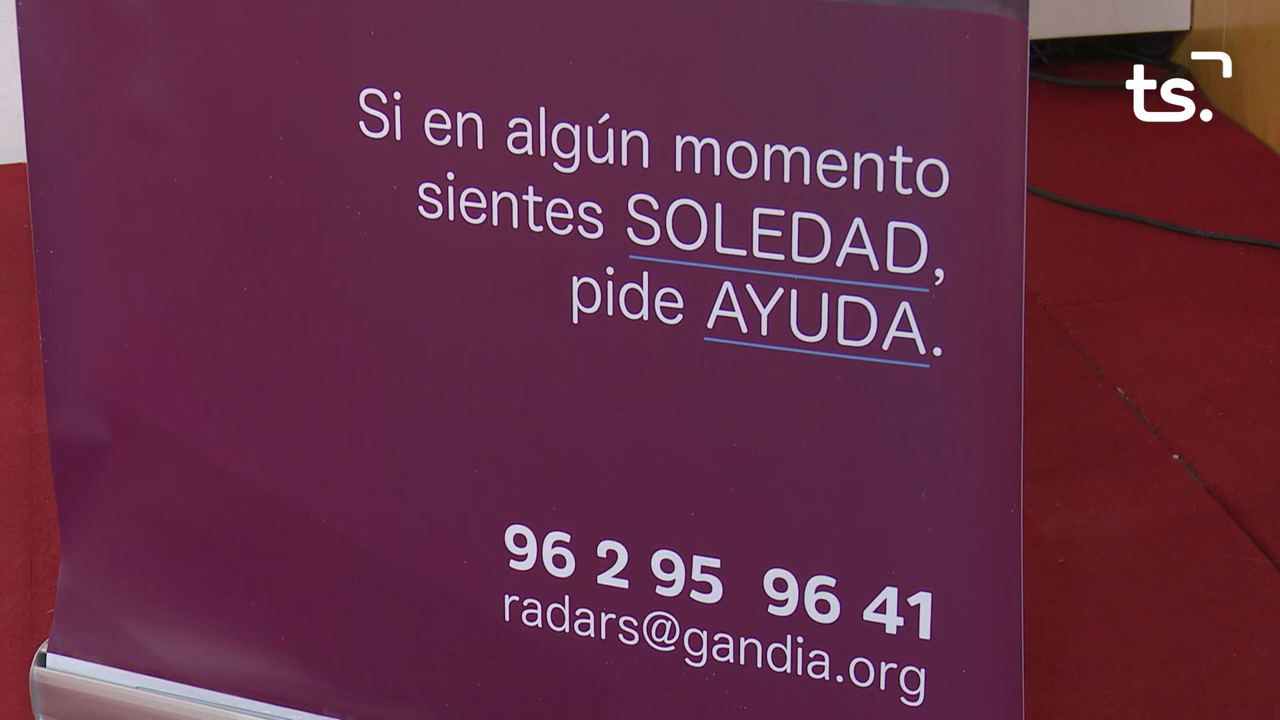 ts.
Si en algún momento
sientes SOLEDAD,
pide AYUDA.
96 2 95 96 41
radars@gandia.org